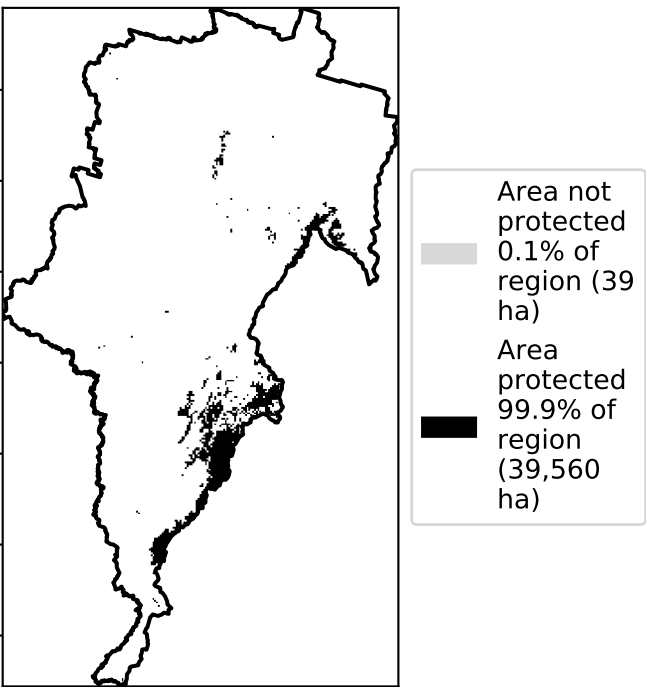 Area not
protected
0.1% of
region (39
ha)
Area
protected
99.9% of
region
(39,560
ha)